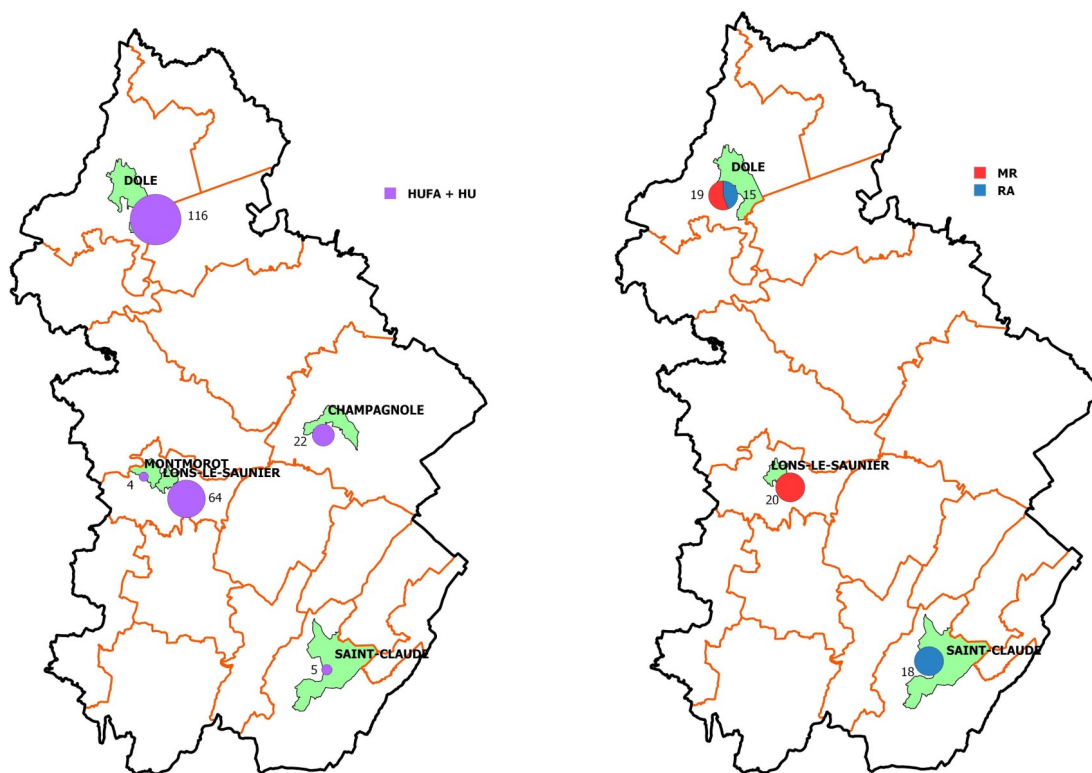 DOLE
116
HUFA + HU
CHAMPAGNOLE
22
MONTMOROT
LONS-LE-SAUNIER
4
64
SAINT-CLAUDE
5
MR
RA
DOLE
19
15
LONS-LE-SAUNIER
20
SAINT-CLAUDE
18